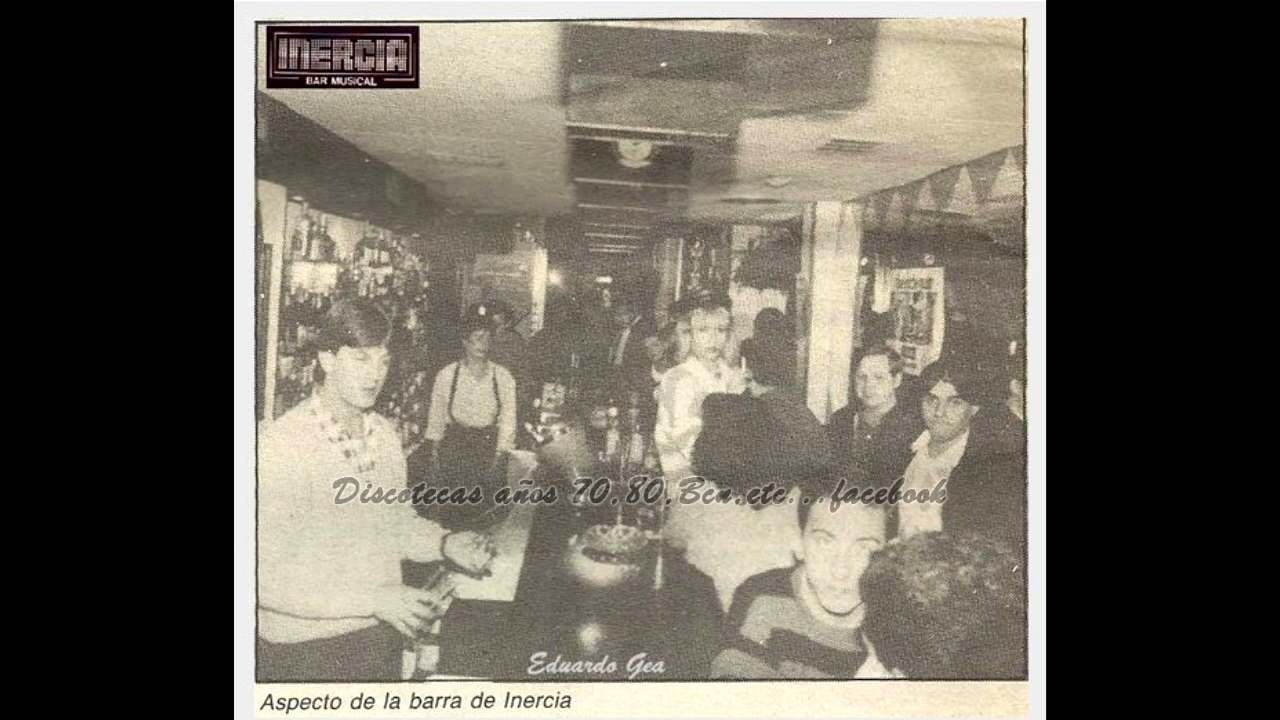 INERCIA
BAR MUSICAL
Discotecas años 70,80,Bcn.etc...facebook
Eduardo Gea
Aspecto de la barra de Inercia